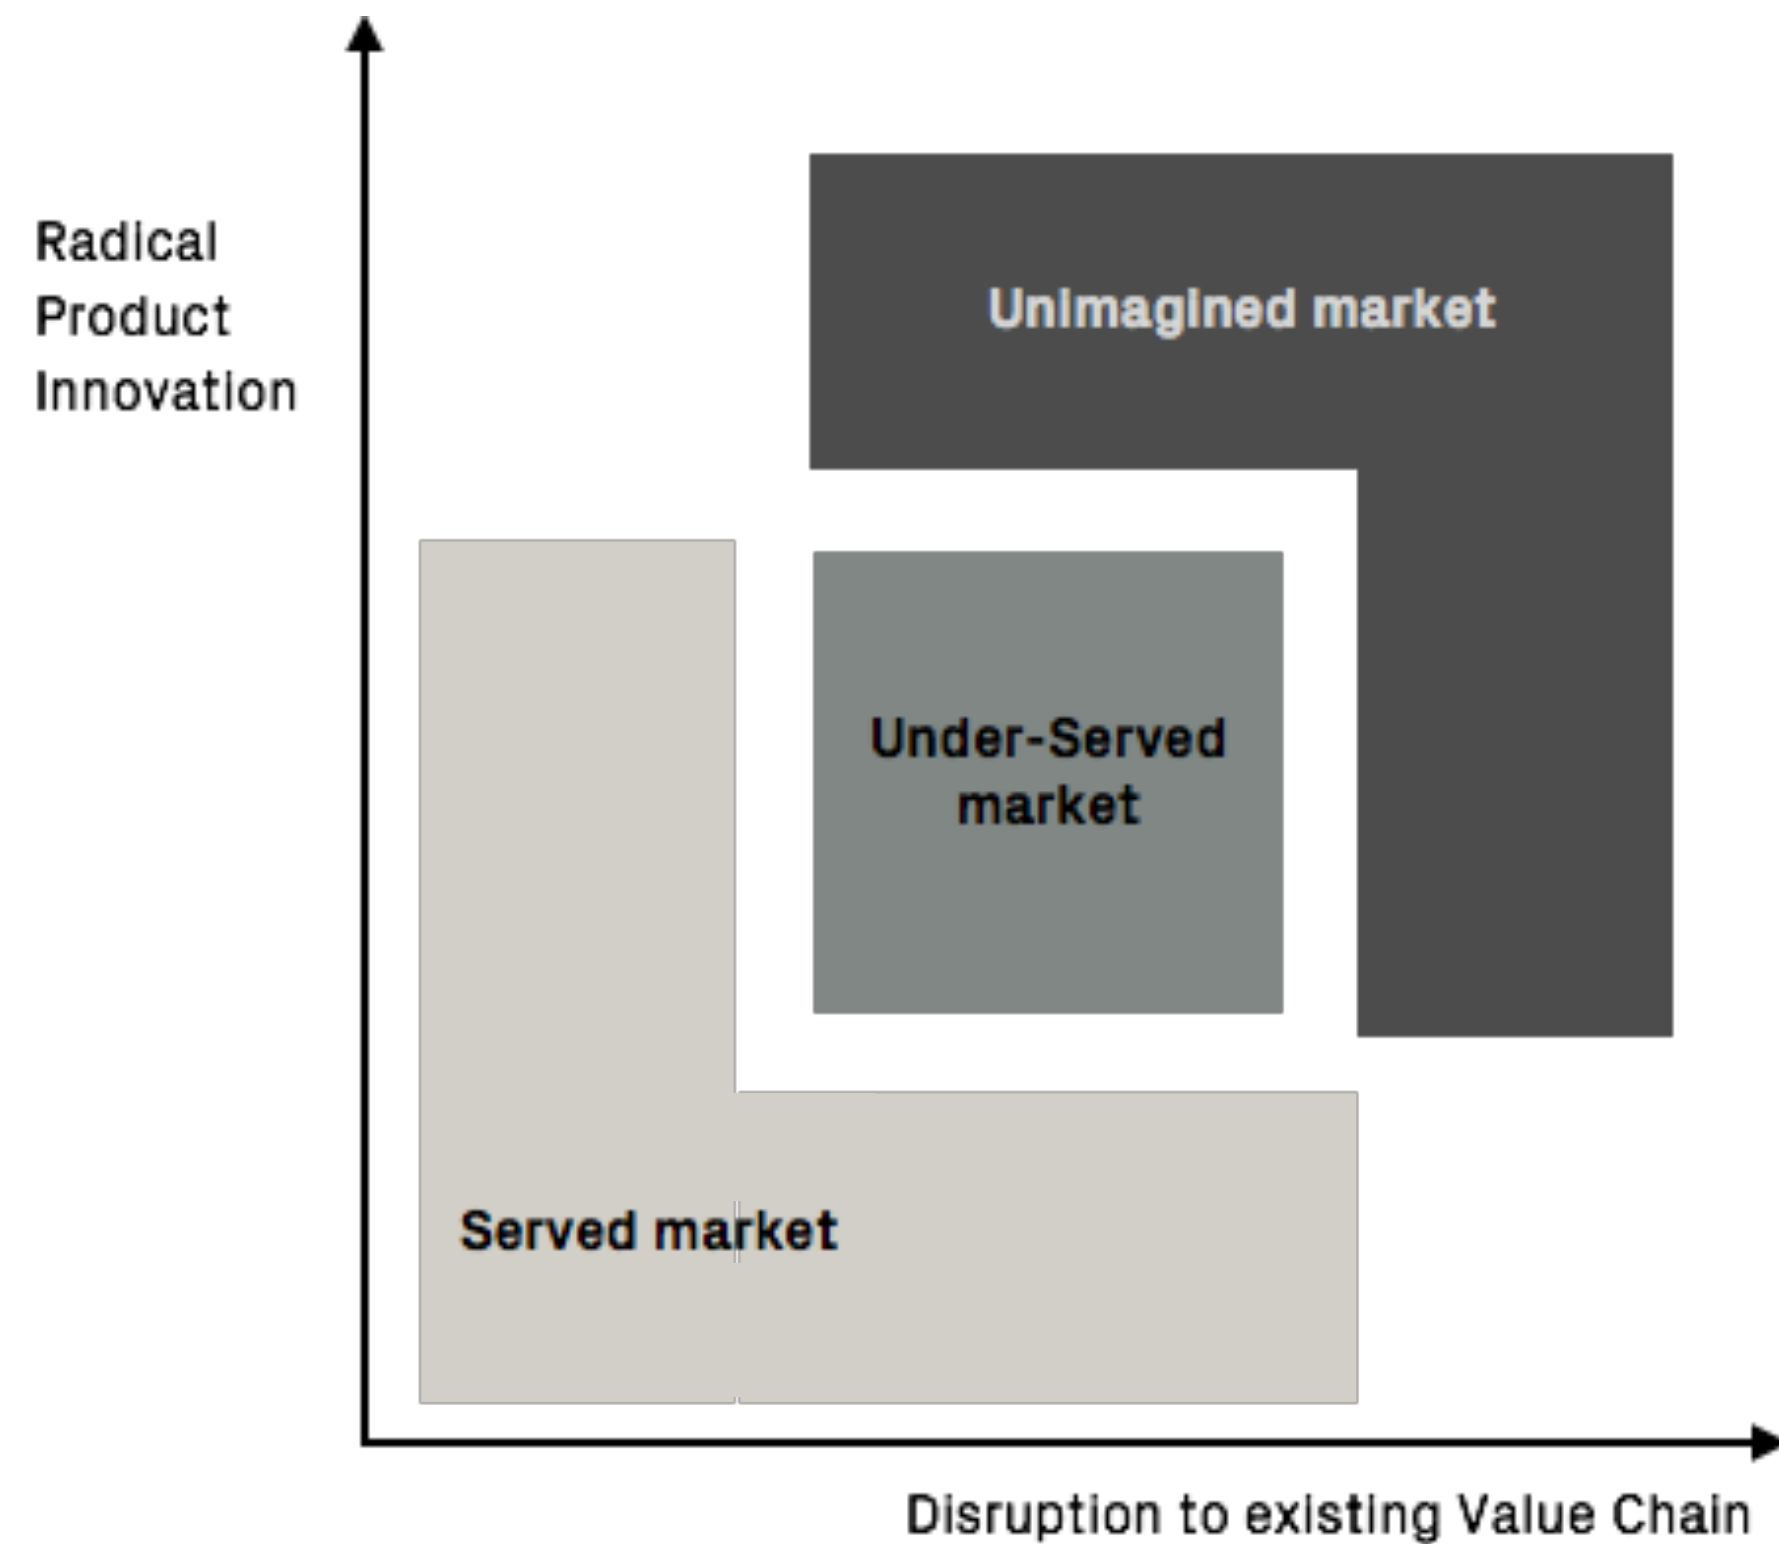 Radical
Product
Innovation
Unimagined market
Under-Served
market
Served market
Disruption to existing Value Chain